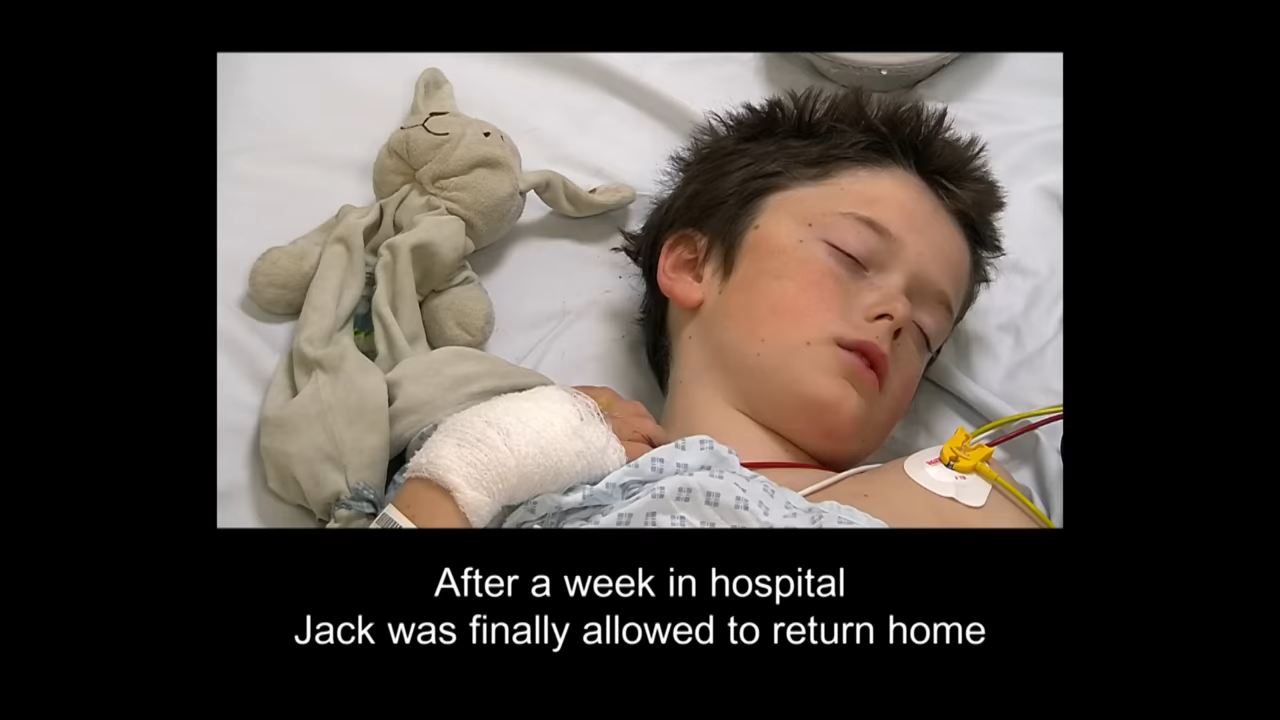 After a week in hospital
Jack was finally allowed to return home